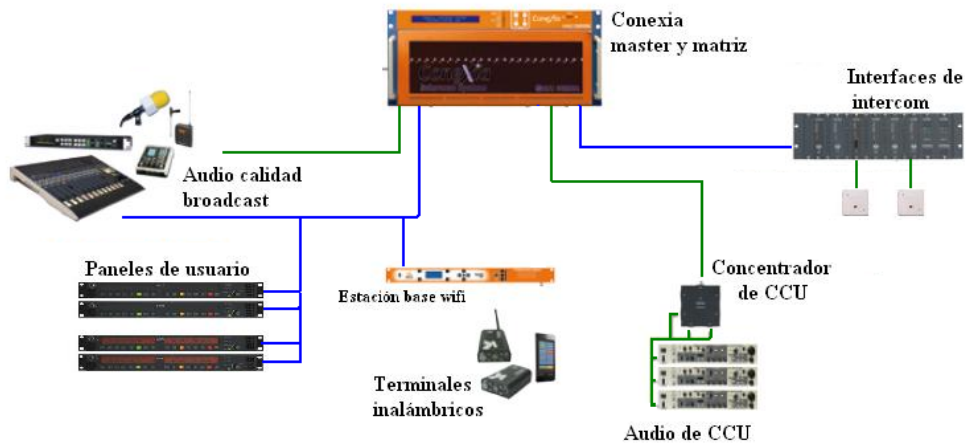 Conexia
master y matriz
ConeXia
Interfaces de
intercom
Audio calidad
broadcast
Paneles de usuario
Estación base wifi
Concentrador
de CCU
Terminales
inalámbricos
Audio de CCU